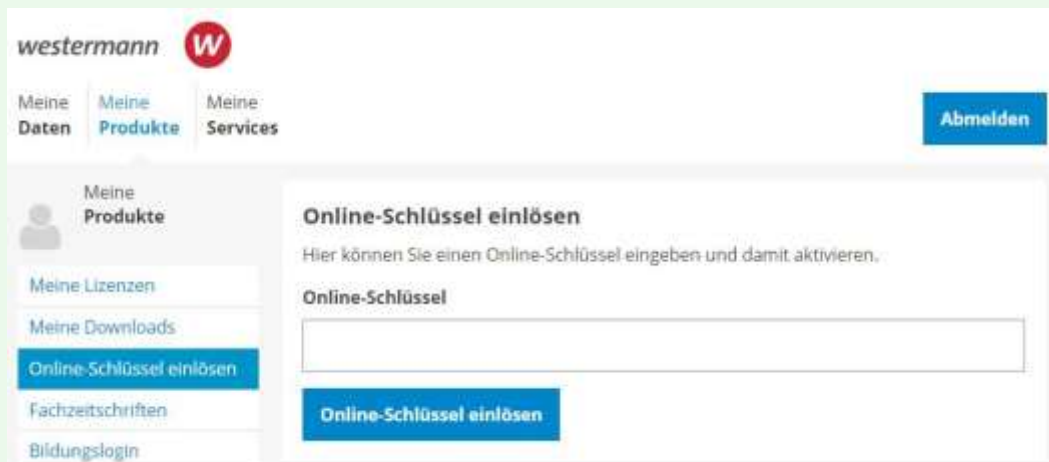 westermann W
Meine Daten
Meine Produkte
Meine Services
Abmelden
Meine
Produkte
Meine Lizenzen
Meine Downloads
Online-Schlüssel einlösen
Fachzeitschriften
Bildungslogin
Online-Schlüssel einlösen
Hier können Sie einen Online-Schlüssel eingeben und damit aktivieren.
Online-Schlüssel
Online-Schlüssel einlösen